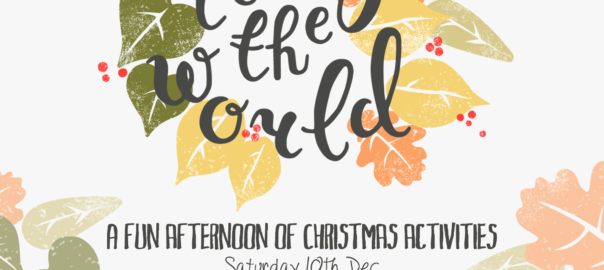 the
world
A FUN AFTERNOON OF CHRISTMAS ACTIVITIES
Saturday 10th Dec